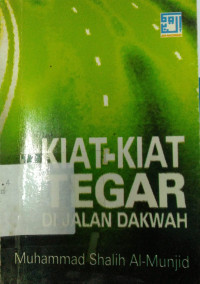 KIAT-KIAT
TEGAR
DI JALAN DAKWAH
Muhammad Shalih Al-Munjid